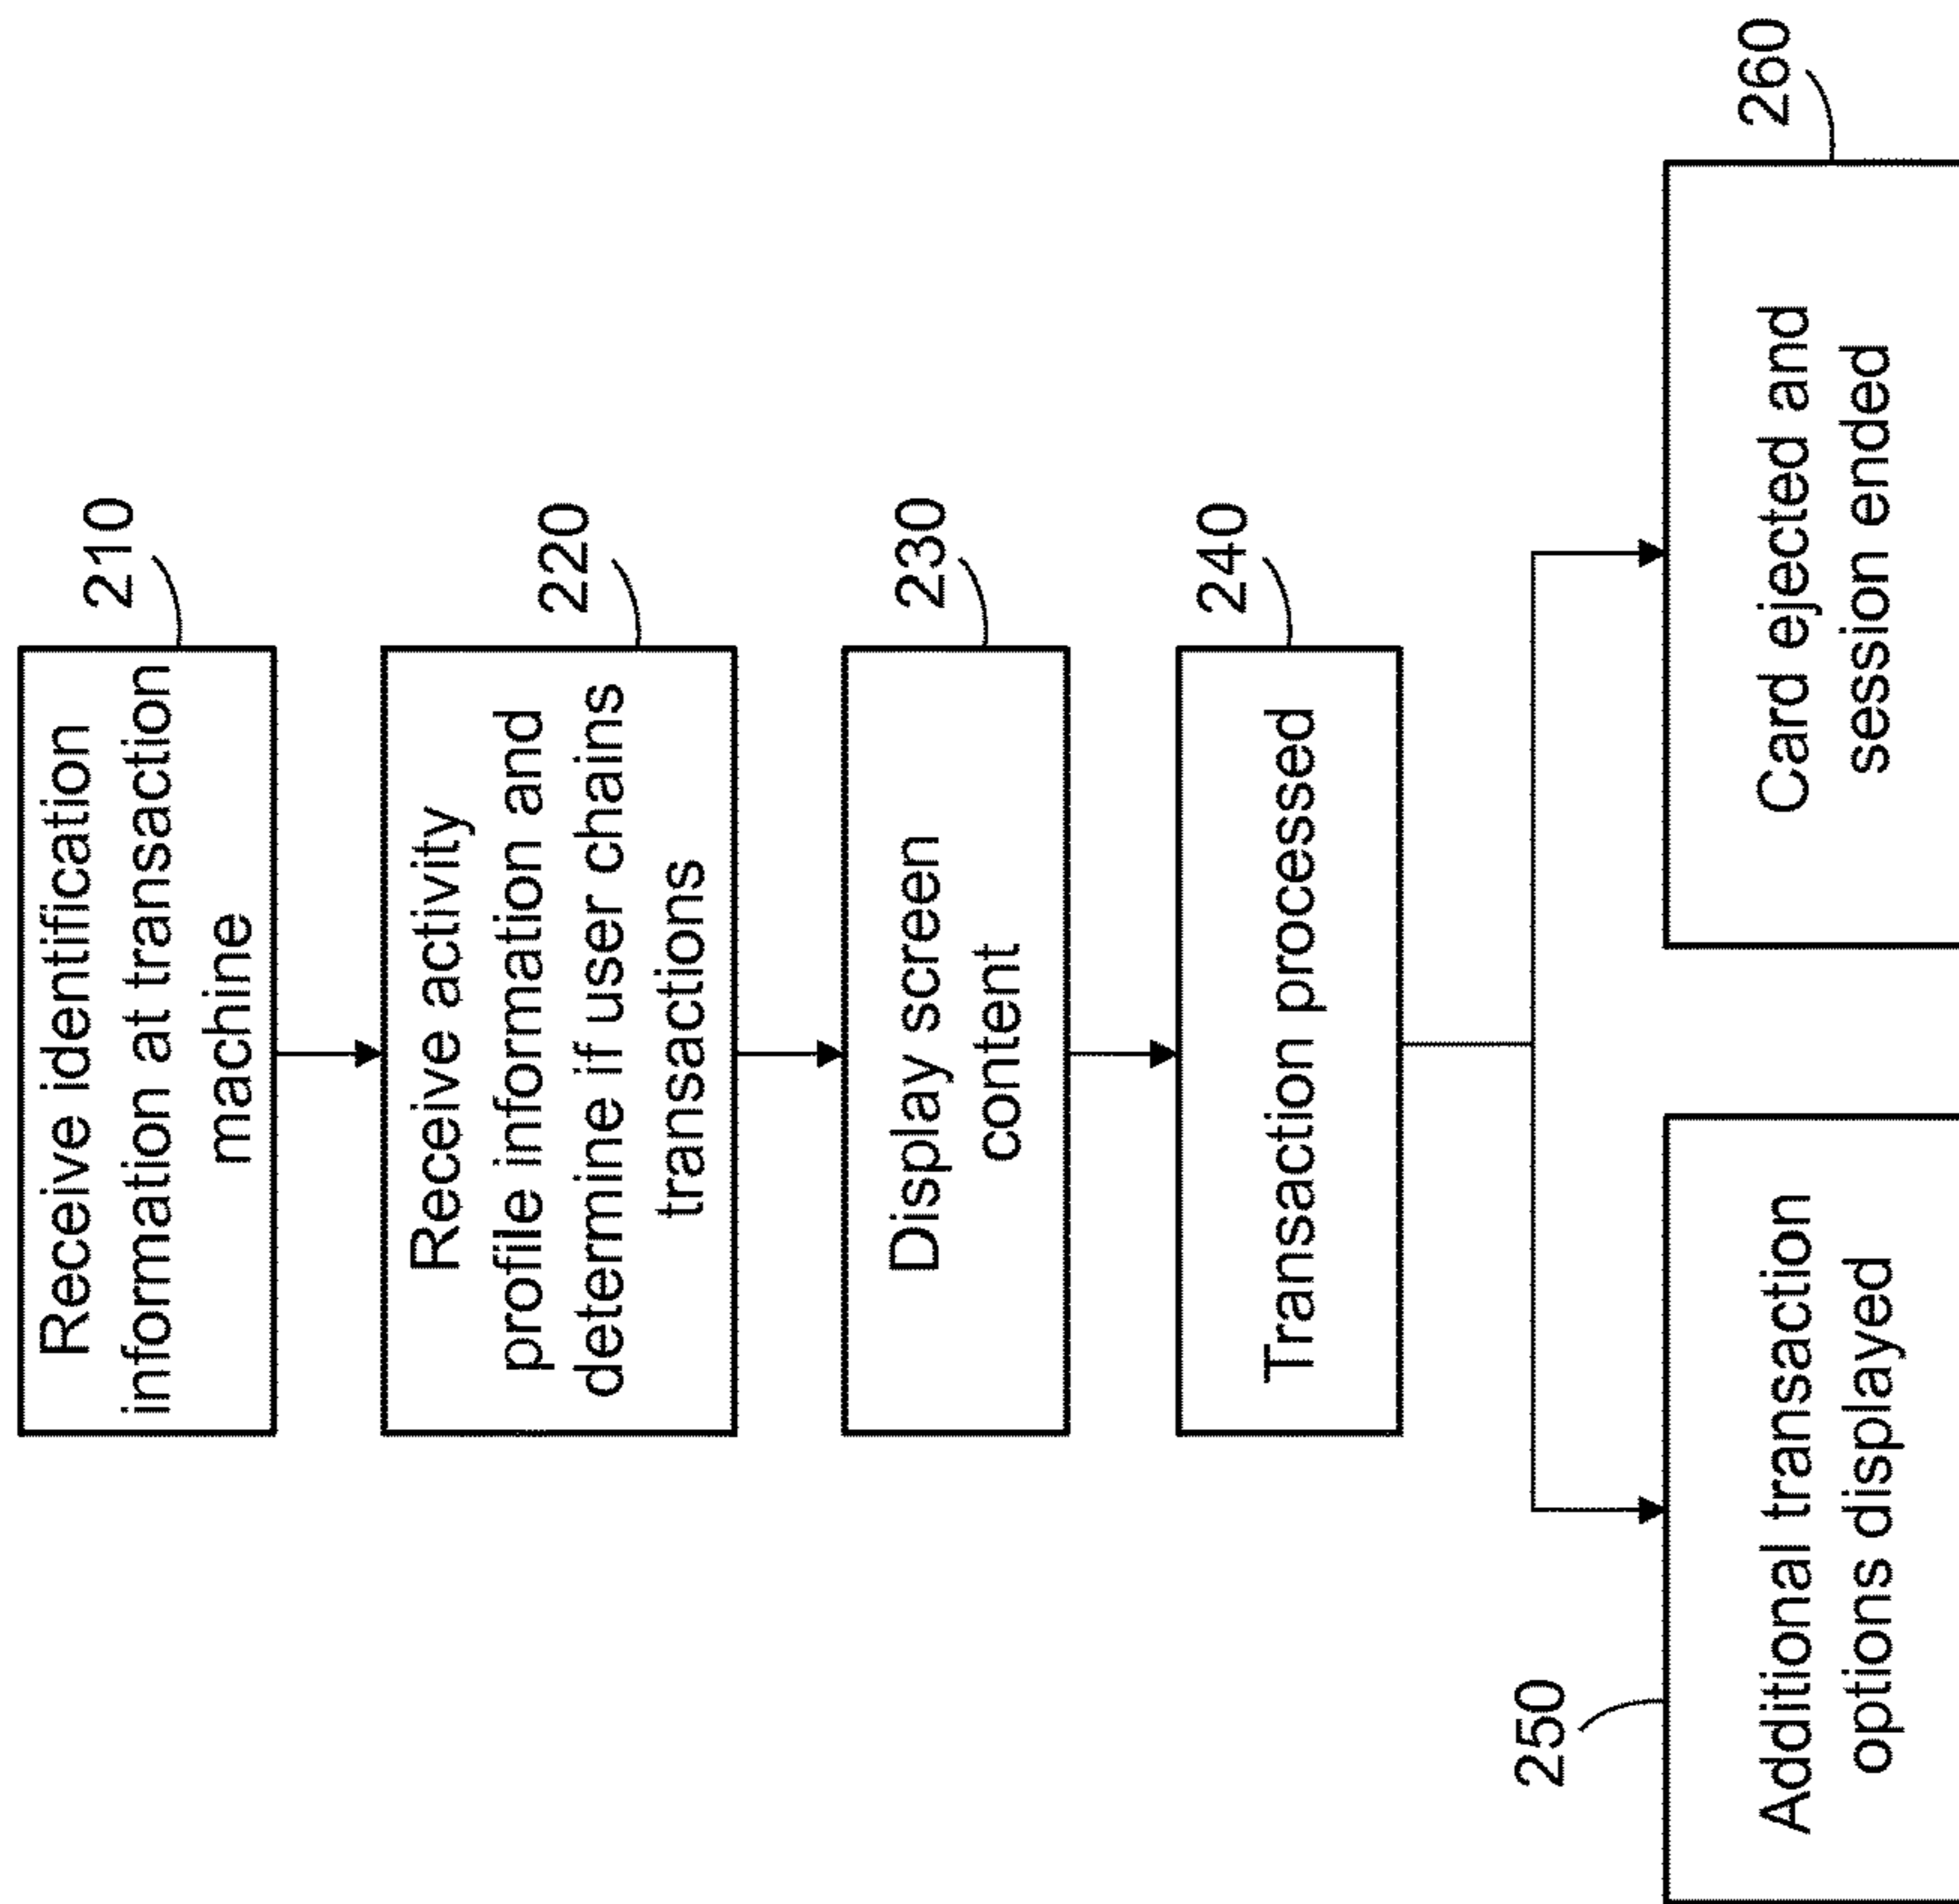 Receive identification
information at transaction
machine
210
Receive activity
profile information and
determine if user chains
transactions
220
Display screen
content
230
Transaction processed
240
Additional transaction
options displayed
250
Card ejected and
session ended
260